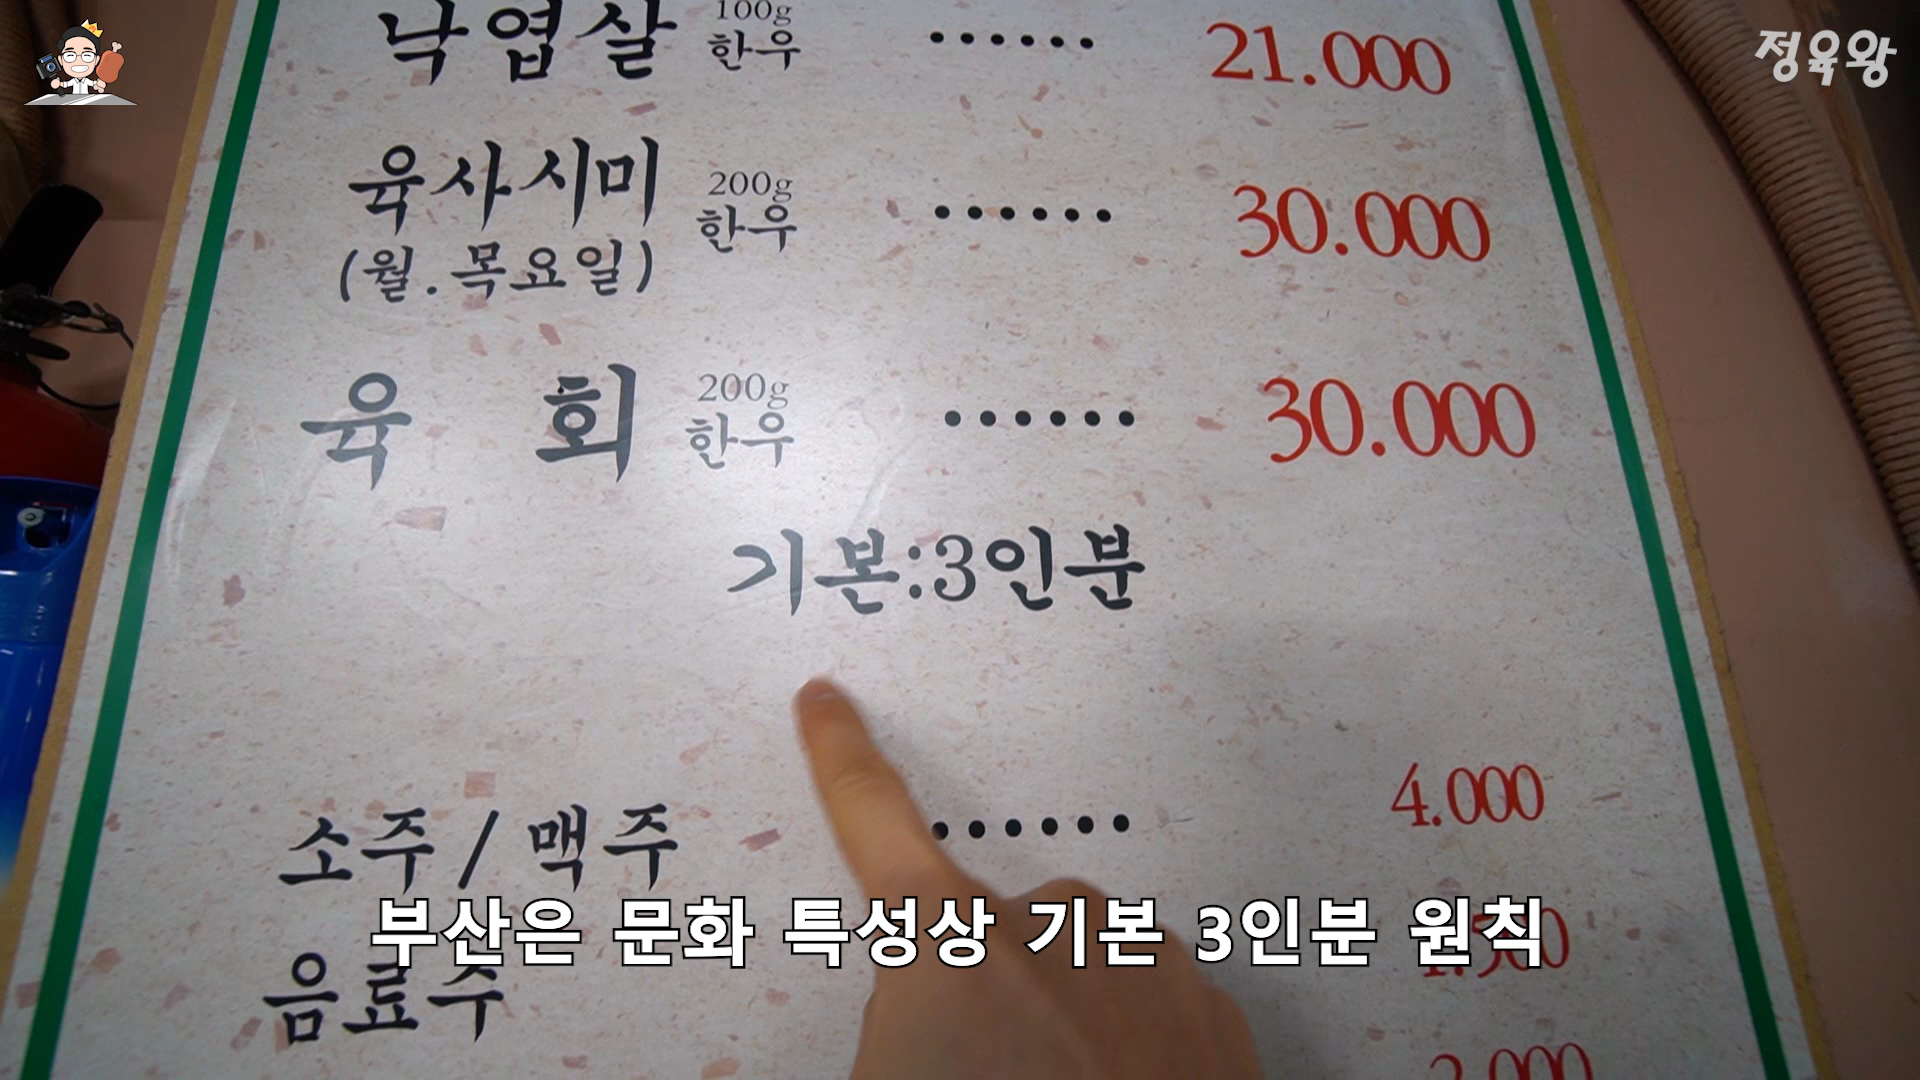 정육왕
낙엽살 100g 한우 ...... 21.000
육사시미 200g 한우 ...... 30.000
(월.목요일)
육 회 200g 한우 ...... 30.000
기본:3인분
소주/맥주 ...... 4.000
부산은 문화 특성상 기본 3인분 원칙
음료수